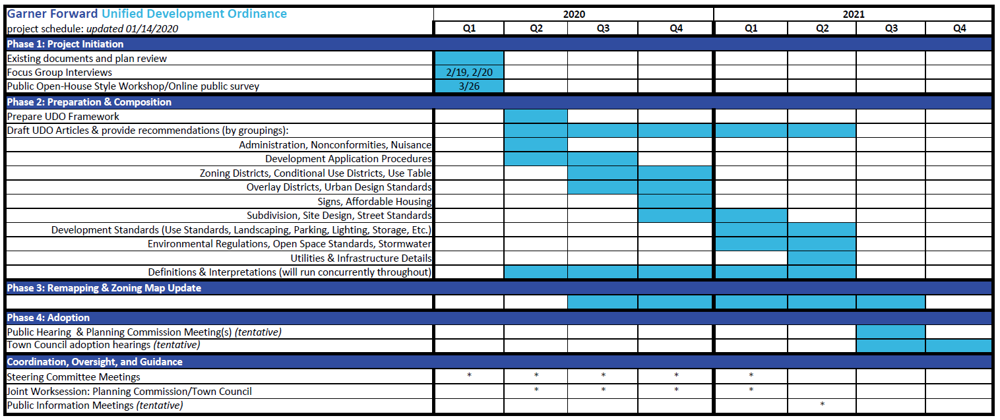 Garner Forward Unified Development Ordinance 2020 2021
project schedule: updated 01/14/2020 Q1 Q2 Q3 Q4 Q1 Q2 Q3 Q4
Phase 1: Project Initiation
Existing documents and plan review
Focus Group Interviews 2/19, 2/20
Public Open-House Style Workshop/Online public survey 3/26
Phase 2: Preparation & Composition
Prepare UDO Framework
Draft UDO Articles & provide recommendations (by groupings):
Administration, Nonconformities, Nuisance
Development Application Procedures
Zoning Districts, Conditional Use Districts, Use Table
Overlay Districts, Urban Design Standards
Signs, Affordable Housing
Subdivision, Site Design, Street Standards
Development Standards (Use Standards, Landscaping, Parking, Lighting, Storage, Etc.)
Environmental Regulations, Open Space Standards, Stormwater
Utilities & Infrastructure Details
Definitions & Interpretations (will run concurrently throughout)
Phase 3: Remapping & Zoning Map Update
Phase 4: Adoption
Public Hearing & Planning Commission Meeting(s) (tentative)
Town Council adoption hearings (tentative)
Coordination, Oversight, and Guidance
Steering Committee Meetings * * * * *
Joint Worksession: Planning Commission/Town Council * * * *
Public Information Meetings (tentative) *